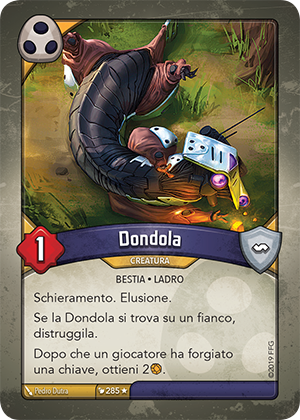 Dondola
1
CREATURA
BESTIA • LADRO
Schieramento. Elusione.
Se la Dondola si trova su un fianco,
distruggila.
Dopo che un giocatore ha forgiato
una chiave, ottieni 2.
Pedro Dutra
285★
©2019 FFG